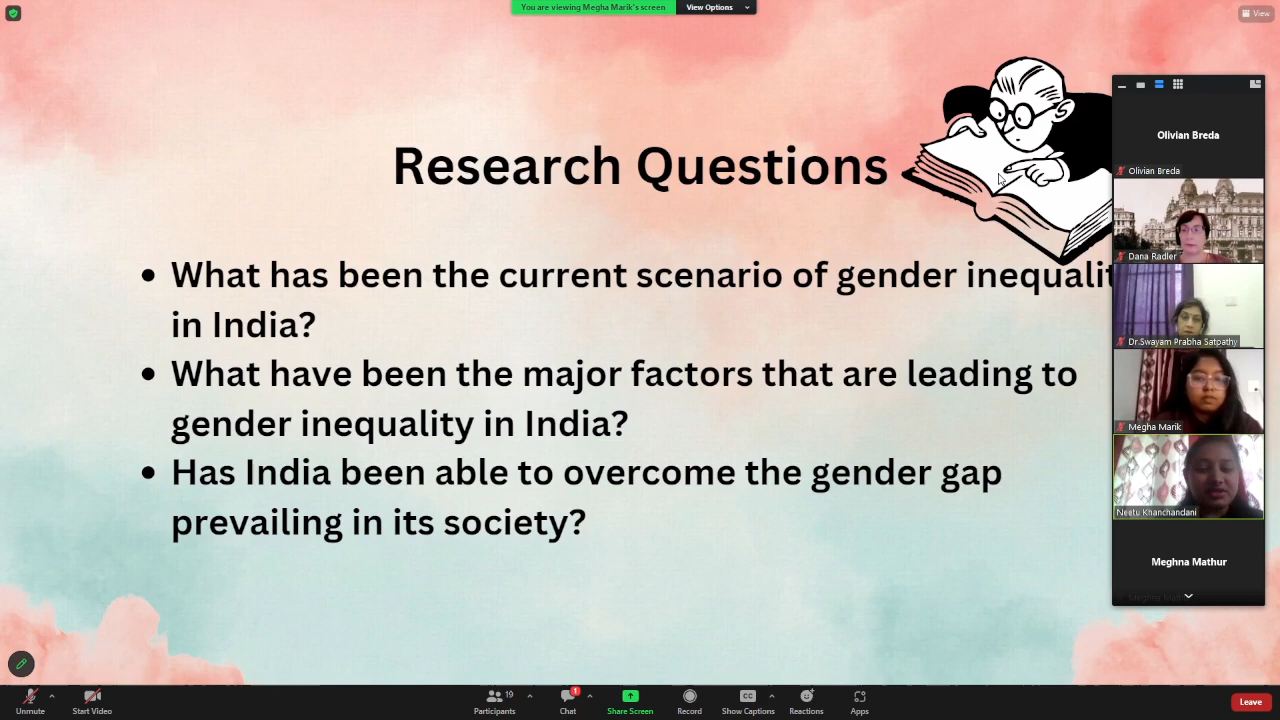 You are viewing Megha Marik's screen
View Options
View
Research Questions
• What has been the current scenario of gender inequalit
in India?
• What have been the major factors that are leading to
gender inequality in India?
• Has India been able to overcome the gender gap
prevailing in its society?
Olivian Breda
Olivian Breda
Dana Radler
Dr.Swayam Prabha Satpathy
Megha Marik
Neetu Khanchandani
Meghna Mathur
Unmute
Start Video
19
Participants
1
Chat
Share Screen
Record
CC
Show Captions
Reactions
Apps
Leave